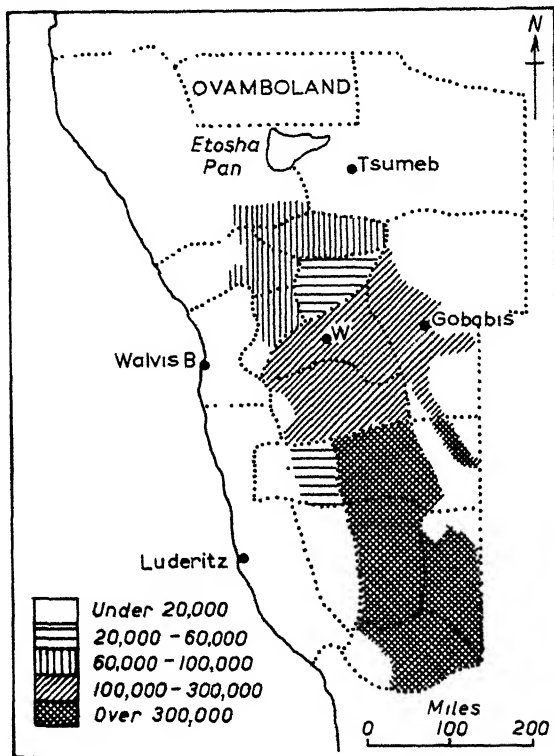 N
OVAMBOLAND
Etosha
Pan
Tsumeb
Gobabis
W
Walvis B
Luderitz
Under 20,000
20,000 – 60,000
60,000 – 100,000
100,000 – 300,000
Over 300,000
Miles
0 100 200